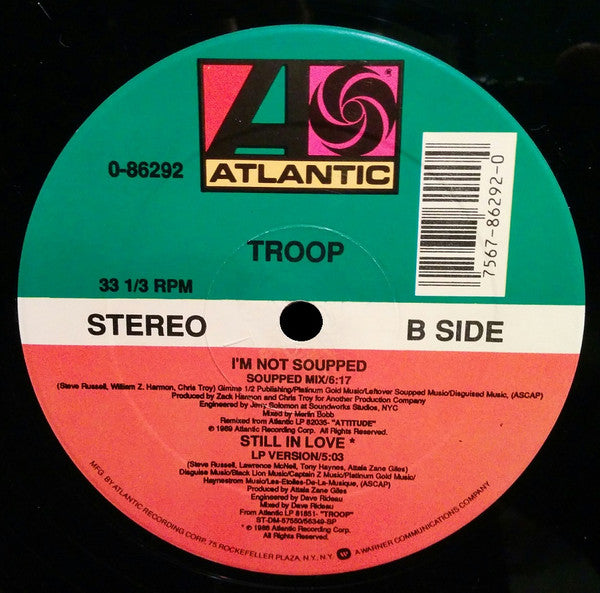 ATLANTIC
®
0-86292
7567-86292-0
TROOP
33 1/3 RPM
STEREO
B SIDE
I'M NOT SOUPPED
SOUPPED MIX/6:17
(Steve Russell, William Z. Harmon, Chris Troy) Gimme 1/2 Publishing/Platinum Gold Music/Leftover Soupped Music/Disguised Music, (ASCAP)
Produced by Zack Harmon and Chris Troy for Another Production Company
Engineered by Jerry Solomon at Soundworks Studios, NYC
Mixed by Martin Bobb
Remixed from Atlantic LP 82035- "ATTITUDE"
© 1989 Atlantic Recording Corp. All Rights Reserved.
STILL IN LOVE *
LP VERSION/5:03
(Steve Russell, Lawrence McNeil, Tony Haynes, Attala Zane Giles)
Disguise Music/Black Lion Music/Captain Z Music/Platinum Gold Music/
Haynestrom Music/Les-Etoiles-De-La-Musique, (ASCAP)
Produced by Attala Zane Giles
Engineered by Dave Rideau
Mixed by Dave Rideau
From Atlantic LP 81851- "TROOP"
ST-DM-57550/56349-SP
* © 1988 Atlantic Recording Corp.
All Rights Reserved.
MFG. BY ATLANTIC RECORDING CORP. 75 ROCKEFELLER PLAZA, N.Y., N.Y. A WARNER COMMUNICATIONS COMPANY